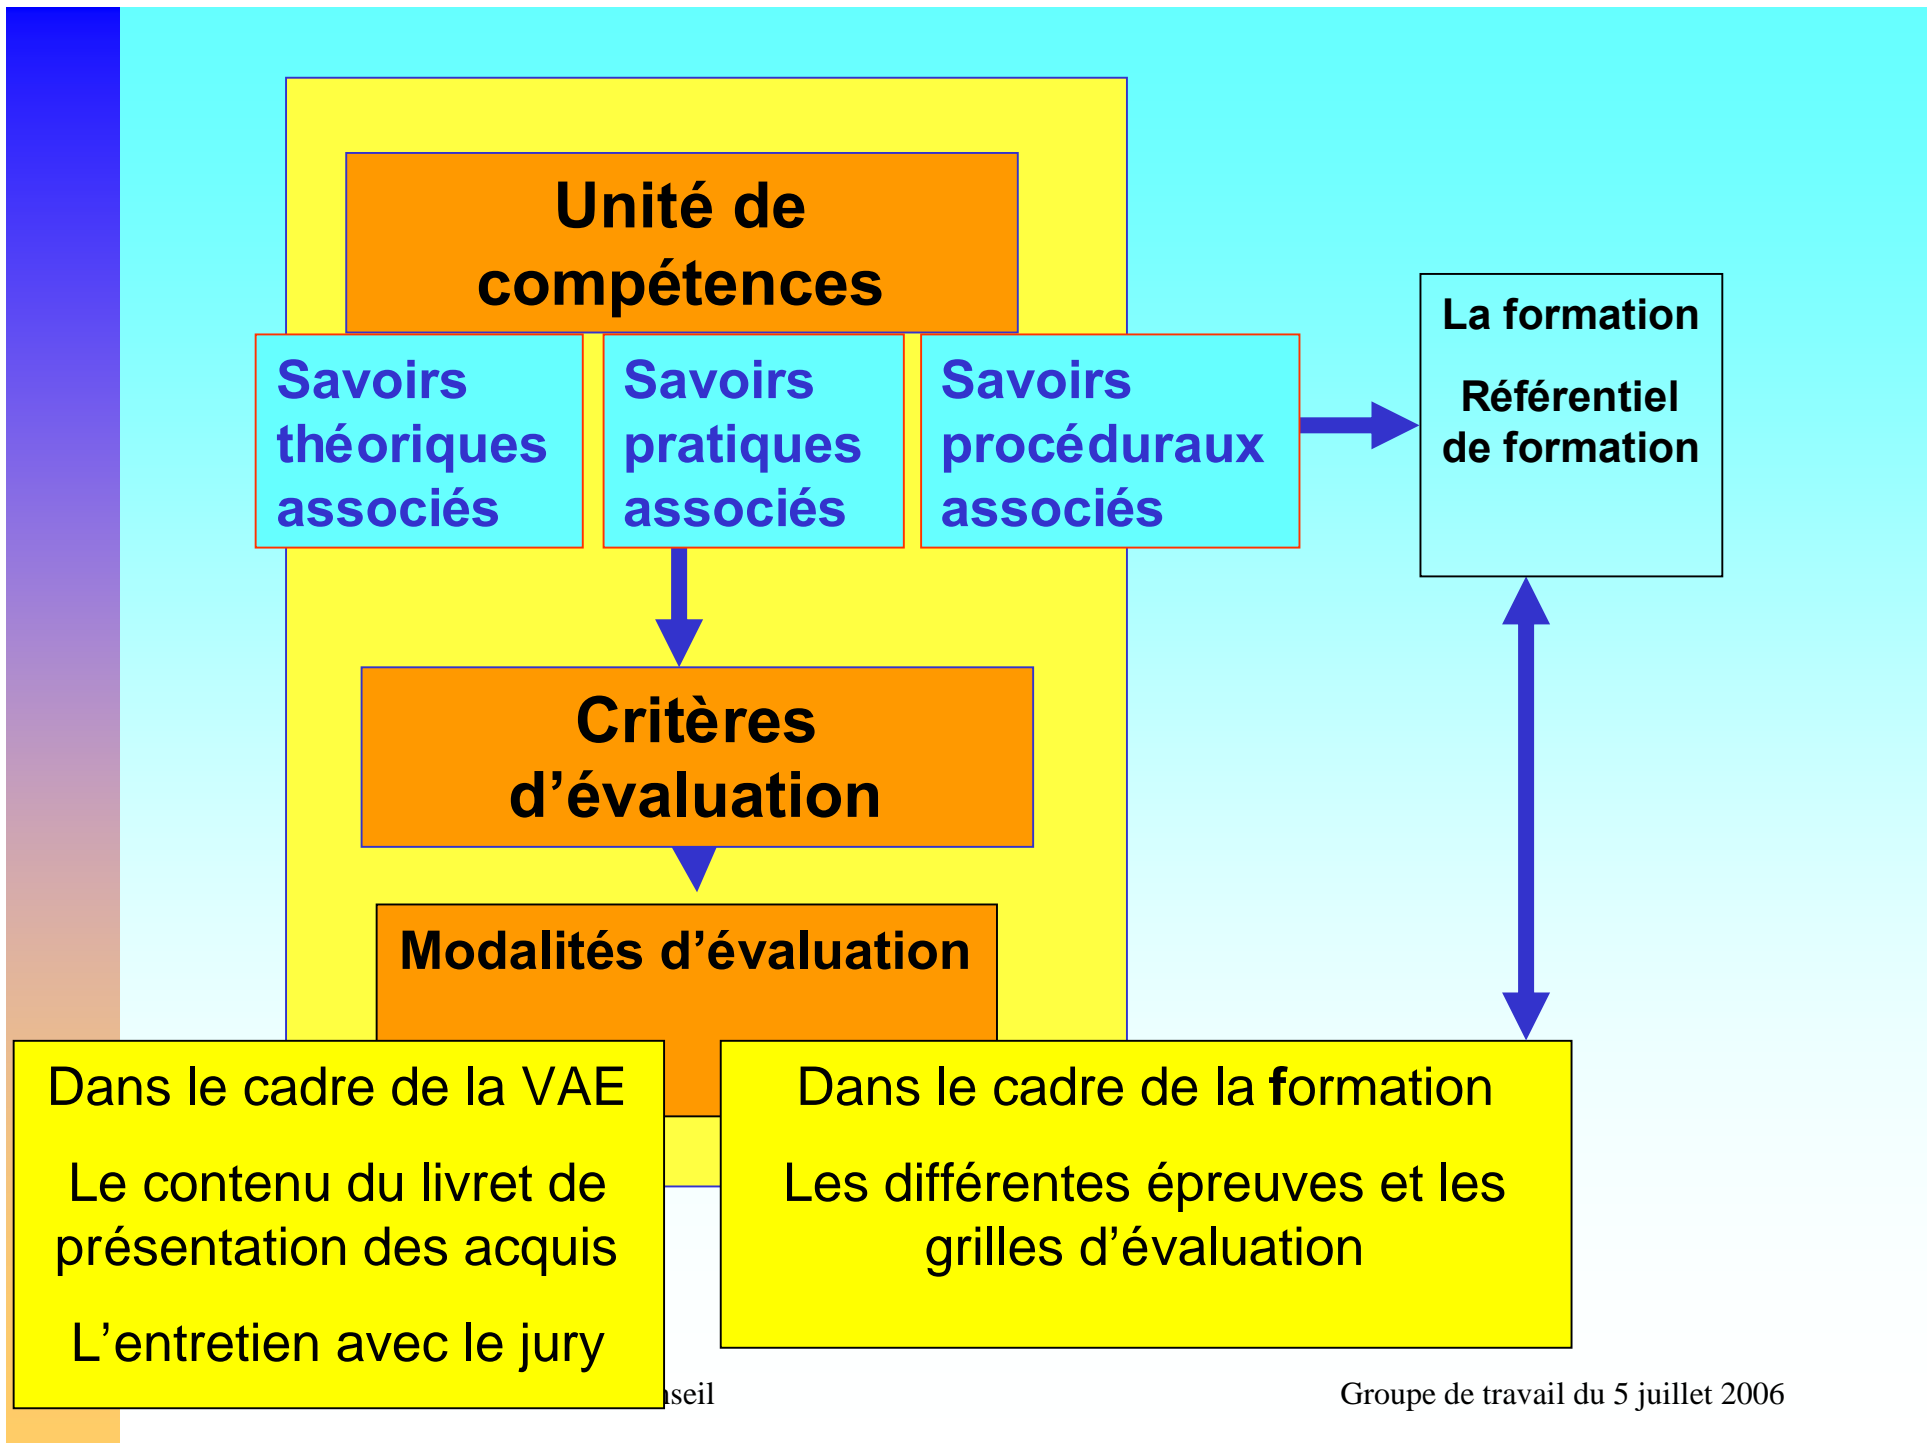 Unité de
compétences
Savoirs
théoriques
associés
Savoirs
pratiques
associés
Savoirs
procéduraux
associés
La formation
Référentiel
de formation
Critères
d’évaluation
Modalités d’évaluation
Dans le cadre de la VAE
Le contenu du livret de
présentation des acquis
L’entretien avec le jury
Dans le cadre de la formation
Les différentes épreuves et les
grilles d’évaluation
Groupe de travail du 5 juillet 2006